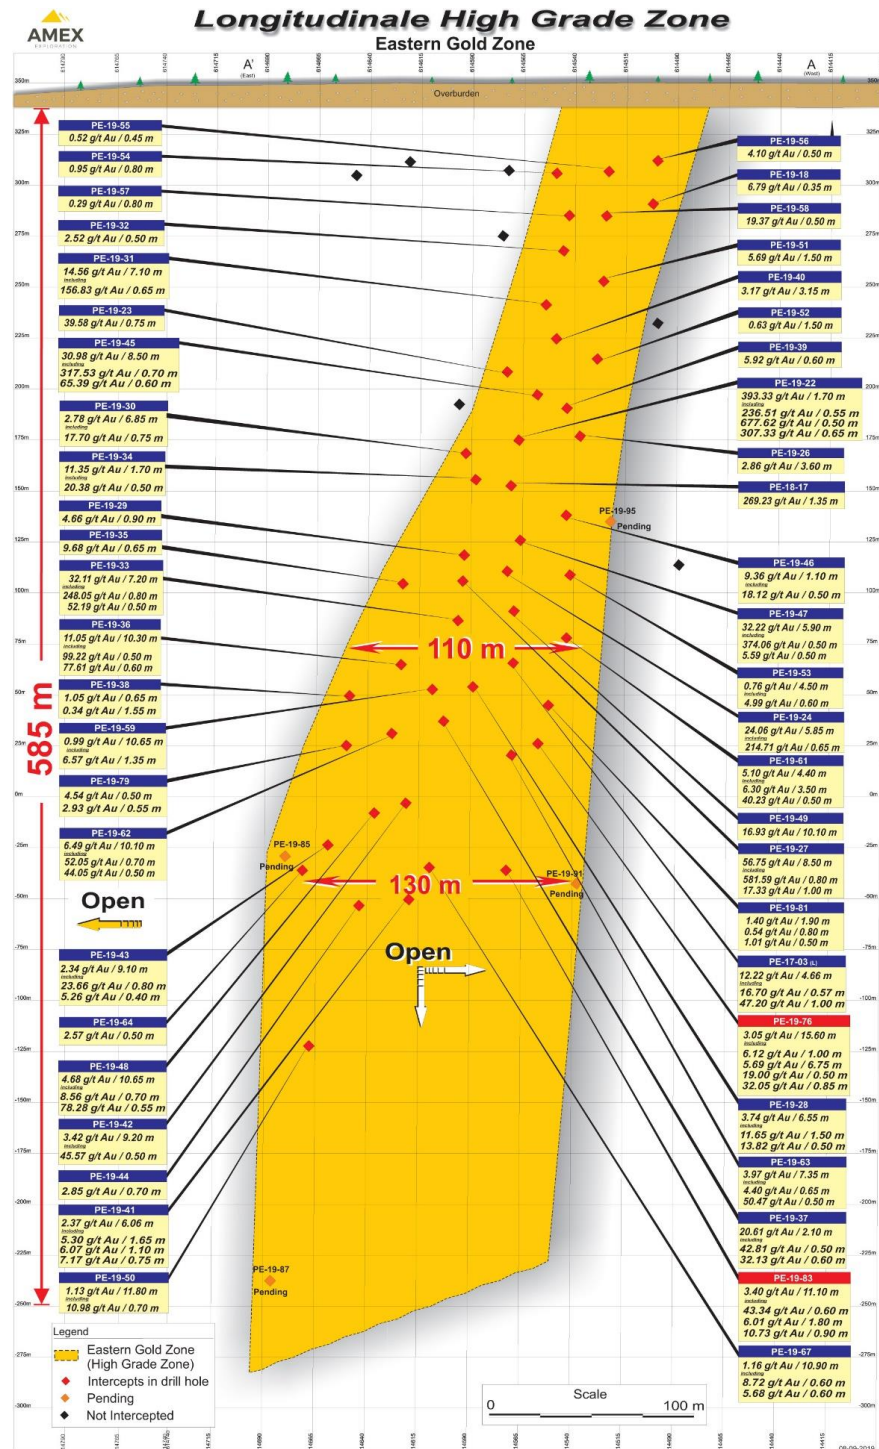 AMEX
EXPLORATION
Longitudinale High Grade Zone
Eastern Gold Zone
A'
(East)
A
(West)
614715
614690
614640
614615
614540
614515
614490
614440
614415
350m
Overburden
325m
300m
275m
250m
225m
200m
175m
150m
125m
100m
75m
50m
25m
0m
-25m
-50m
-75m
-100m
-125m
-150m
-175m
-200m
-225m
-250m
-275m
-300m
585 m
PE-19-55
0.52 g/t Au / 0.45 m
PE-19-54
0.95 g/t Au / 0.80 m
PE-19-57
0.29 g/t Au / 0.80 m
PE-19-32
2.52 g/t Au / 0.50 m
PE-19-31
14.56 g/t Au / 7.10 m
including
156.83 g/t Au / 0.65 m
PE-19-23
39.58 g/t Au / 0.75 m
PE-19-45
30.98 g/t Au / 8.50 m
including
317.53 g/t Au / 0.70 m
65.39 g/t Au / 0.60 m
PE-19-30
2.78 g/t Au / 6.85 m
including
17.70 g/t Au / 0.75 m
PE-19-34
11.35 g/t Au / 1.70 m
including
20.38 g/t Au / 0.50 m
PE-19-29
4.66 g/t Au / 0.90 m
PE-19-35
9.68 g/t Au / 0.65 m
PE-19-33
32.11 g/t Au / 7.20 m
including
248.05 g/t Au / 0.80 m
52.19 g/t Au / 0.50 m
PE-19-36
11.05 g/t Au / 10.30 m
including
99.22 g/t Au / 0.50 m
77.61 g/t Au / 0.60 m
PE-19-38
1.05 g/t Au / 0.65 m
0.34 g/t Au / 1.55 m
PE-19-59
0.99 g/t Au / 10.65 m
including
6.57 g/t Au / 1.35 m
PE-19-79
4.54 g/t Au / 0.50 m
2.93 g/t Au / 0.55 m
PE-19-62
6.49 g/t Au / 10.10 m
including
52.05 g/t Au / 0.70 m
44.05 g/t Au / 0.50 m
Open
PE-19-43
2.34 g/t Au / 9.10 m
including
23.66 g/t Au / 0.80 m
5.26 g/t Au / 0.40 m
PE-19-64
2.57 g/t Au / 0.50 m
PE-19-48
4.68 g/t Au / 10.65 m
including
8.56 g/t Au / 0.70 m
78.28 g/t Au / 0.55 m
PE-19-42
3.42 g/t Au / 9.20 m
including
45.57 g/t Au / 0.50 m
PE-19-44
2.85 g/t Au / 0.70 m
PE-19-41
2.37 g/t Au / 6.06 m
including
5.30 g/t Au / 1.65 m
6.07 g/t Au / 1.10 m
7.17 g/t Au / 0.75 m
PE-19-50
1.13 g/t Au / 11.80 m
including
10.98 g/t Au / 0.70 m
PE-19-95
Pending
110 m
PE-19-85
Pending
130 m
PE-19-91
Pending
Open
PE-19-87
Pending
PE-19-56
4.10 g/t Au / 0.50 m
PE-19-18
6.79 g/t Au / 0.35 m
PE-19-58
19.37 g/t Au / 0.50 m
PE-19-51
5.69 g/t Au / 1.50 m
PE-19-40
3.17 g/t Au / 3.15 m
PE-19-52
0.63 g/t Au / 1.50 m
PE-19-39
5.92 g/t Au / 0.60 m
PE-19-22
393.33 g/t Au / 1.70 m
including
236.51 g/t Au / 0.55 m
677.62 g/t Au / 0.50 m
307.33 g/t Au / 0.65 m
PE-19-26
2.86 g/t Au / 3.60 m
PE-18-17
269.23 g/t Au / 1.35 m
PE-19-46
9.36 g/t Au / 1.10 m
including
18.12 g/t Au / 0.50 m
PE-19-47
32.22 g/t Au / 5.90 m
including
374.06 g/t Au / 0.50 m
5.59 g/t Au / 0.50 m
PE-19-53
0.76 g/t Au / 4.50 m
including
4.99 g/t Au / 0.60 m
PE-19-24
24.06 g/t Au / 5.85 m
including
214.71 g/t Au / 0.65 m
PE-19-61
5.10 g/t Au / 4.40 m
including
6.30 g/t Au / 3.50 m
40.23 g/t Au / 0.50 m
PE-19-49
16.93 g/t Au / 10.10 m
PE-19-27
56.75 g/t Au / 8.50 m
including
581.59 g/t Au / 0.80 m
17.33 g/t Au / 1.00 m
PE-19-81
1.40 g/t Au / 1.90 m
0.54 g/t Au / 0.80 m
1.01 g/t Au / 0.50 m
PE-17-03 (L)
12.22 g/t Au / 4.66 m
including
16.70 g/t Au / 0.57 m
47.20 g/t Au / 1.00 m
PE-19-76
3.05 g/t Au / 15.60 m
including
6.12 g/t Au / 1.00 m
5.69 g/t Au / 6.75 m
19.00 g/t Au / 0.50 m
32.05 g/t Au / 0.85 m
PE-19-28
3.74 g/t Au / 6.55 m
including
11.65 g/t Au / 1.50 m
13.82 g/t Au / 0.50 m
PE-19-63
3.97 g/t Au / 7.35 m
including
4.40 g/t Au / 0.65 m
50.47 g/t Au / 0.50 m
PE-19-37
20.61 g/t Au / 2.10 m
including
42.81 g/t Au / 0.50 m
32.13 g/t Au / 0.60 m
PE-19-83
3.40 g/t Au / 11.10 m
including
43.34 g/t Au / 0.60 m
6.01 g/t Au / 1.80 m
10.73 g/t Au / 0.90 m
PE-19-67
1.16 g/t Au / 10.90 m
including
8.72 g/t Au / 0.60 m
5.68 g/t Au / 0.60 m
Legend
Eastern Gold Zone
(High Grade Zone)
Intercepts in drill hole
Pending
Not Intercepted
Scale
0
100 m